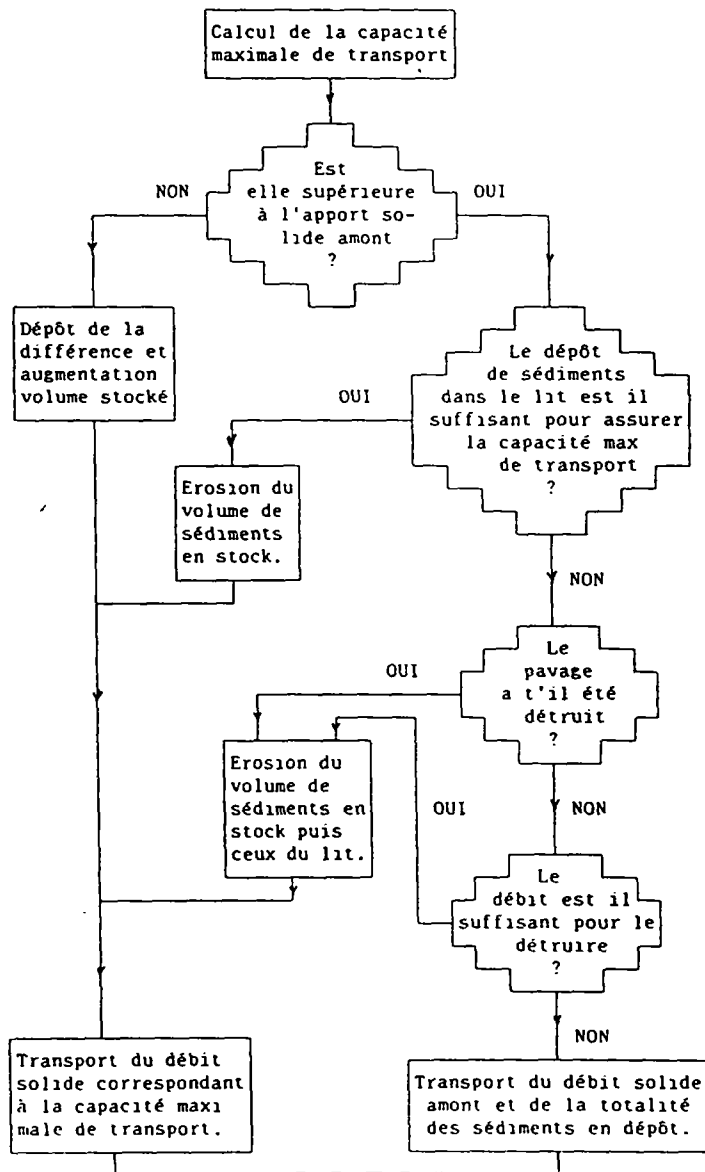 Calcul de la capacité
maximale de transport
Est
elle supérieure
à l'apport so-
lide amont
?
NON
OUI
Dépôt de la
différence et
augmentation
volume stocké
Le dépôt
de sédiments
dans le lit est il
suffisant pour assurer
la capacité max
de transport
?
OUI
Erosion du
volume de
sédiments
en stock.
NON
Le
pavage
a t'il été
détruit
?
OUI
Erosion du
volume de
sédiments en
stock puis
ceux du lit.
OUI
NON
Le
débit est il
suffisant pour le
détruire
?
NON
Transport du débit
solide correspondant
à la capacité maxi
male de transport.
Transport du débit solide
amont et de la totalité
des sédiments en dépôt.